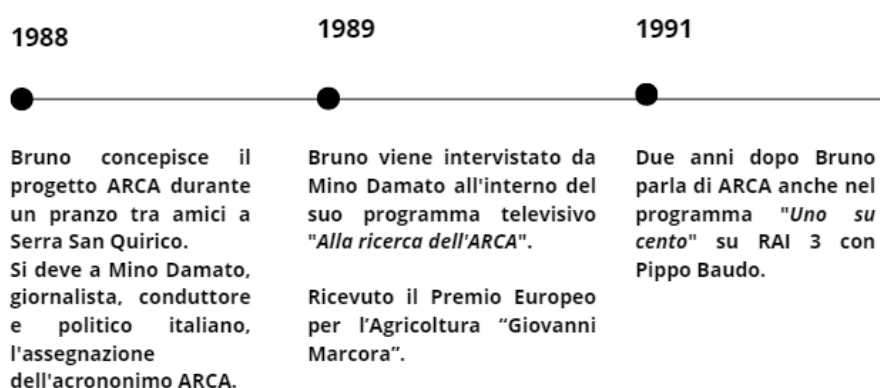 1988
Bruno concepisce il
progetto ARCA durante
un pranzo tra amici a
Serra San Quirico.
Si deve a Mino Damato,
giornalista, conduttore
e politico italiano,
l'assegnazione
dell'acrononimo ARCA.
1989
Bruno viene intervistato da
Mino Damato all'interno del
suo programma televisivo
"Alla ricerca dell'ARCA".
Ricevuto il Premio Europeo
per l’Agricoltura “Giovanni
Marcora”.
1991
Due anni dopo Bruno
parla di ARCA anche nel
programma "Uno su
cento" su RAI 3 con
Pippo Baudo.